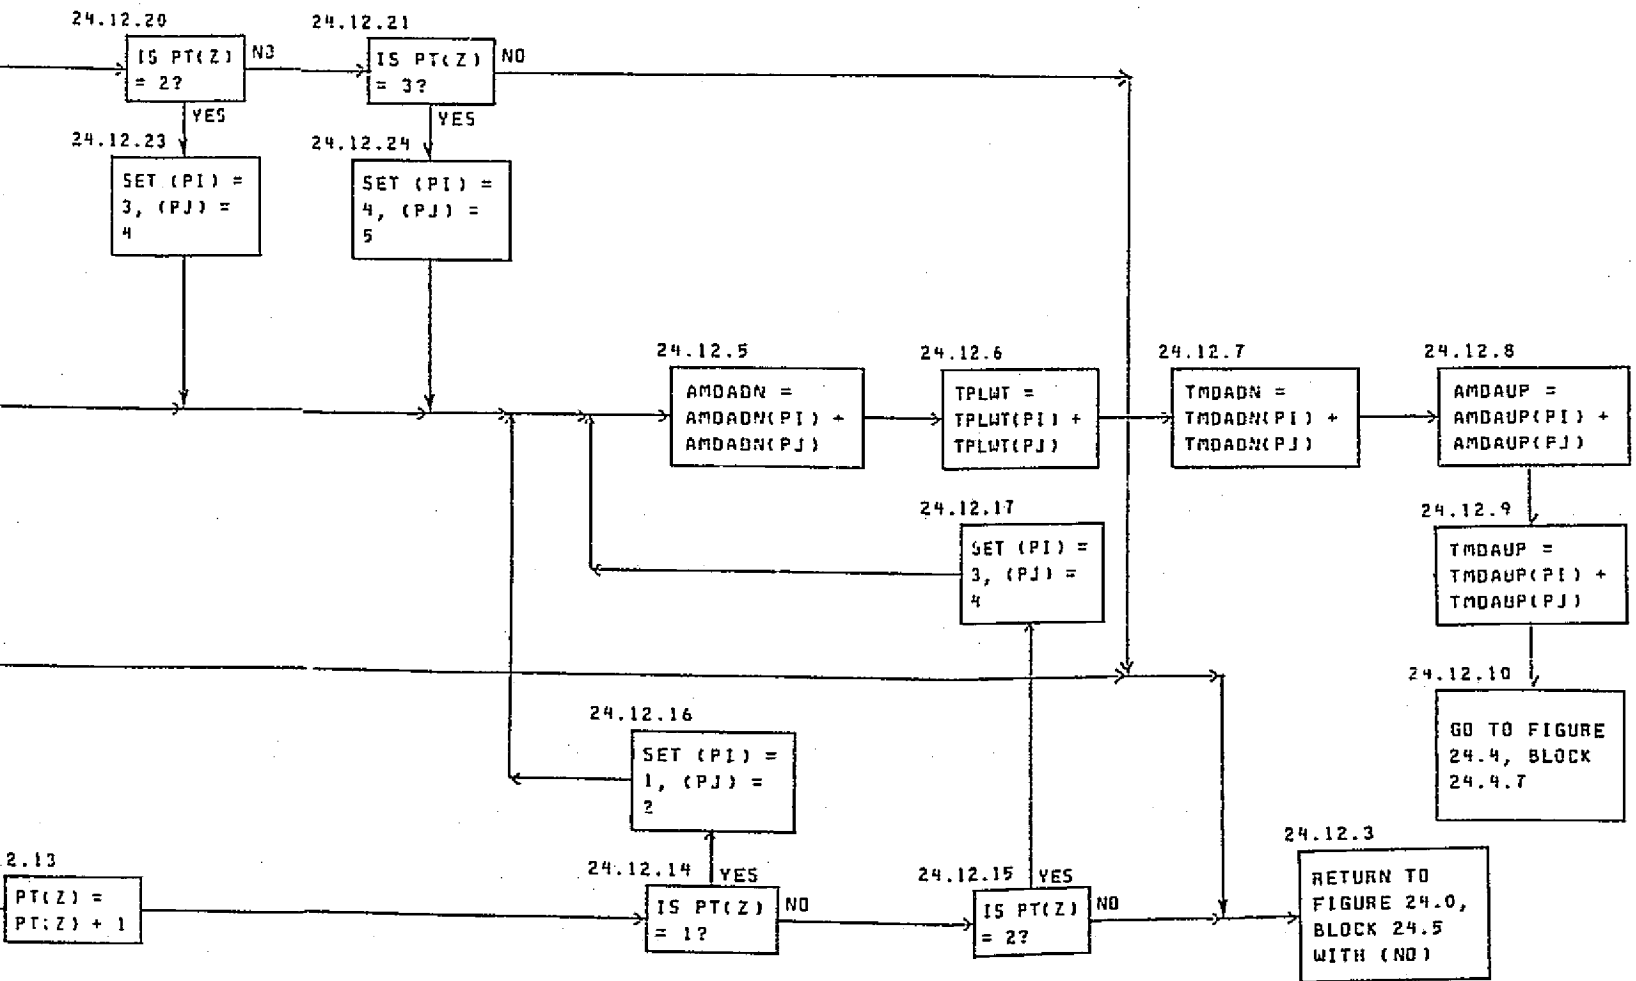 24.12.20
IS PT(Z)
= 2?
NO
YES
24.12.21
IS PT(Z)
= 3?
NO
YES
24.12.23
SET (PI) =
3, (PJ) =
4
24.12.24
SET (PI) =
4, (PJ) =
5
24.12.5
AMDADN =
AMDADN(PI) +
AMDADN(PJ)
24.12.6
TPLWT =
TPLWT(PI) +
TPLWT(PJ)
24.12.7
TMDADN =
TMDADN(PI) +
TMDADN(PJ)
24.12.8
AMDAUP =
AMDAUP(PI) +
AMDAUP(PJ)
24.12.17
SET (PI) =
3, (PJ) =
4
24.12.9
TMDAUP =
TMDAUP(PI) +
TMDAUP(PJ)
24.12.10
GO TO FIGURE
24.4, BLOCK
24.4.7
24.12.16
SET (PI) =
1, (PJ) =
2
2.13
PT(Z) =
PT(Z) + 1
24.12.14
YES
IS PT(Z)
= 1?
NO
24.12.15
YES
IS PT(Z)
= 2?
NO
24.12.3
RETURN TO
FIGURE 24.0,
BLOCK 24.5
WITH (NO)